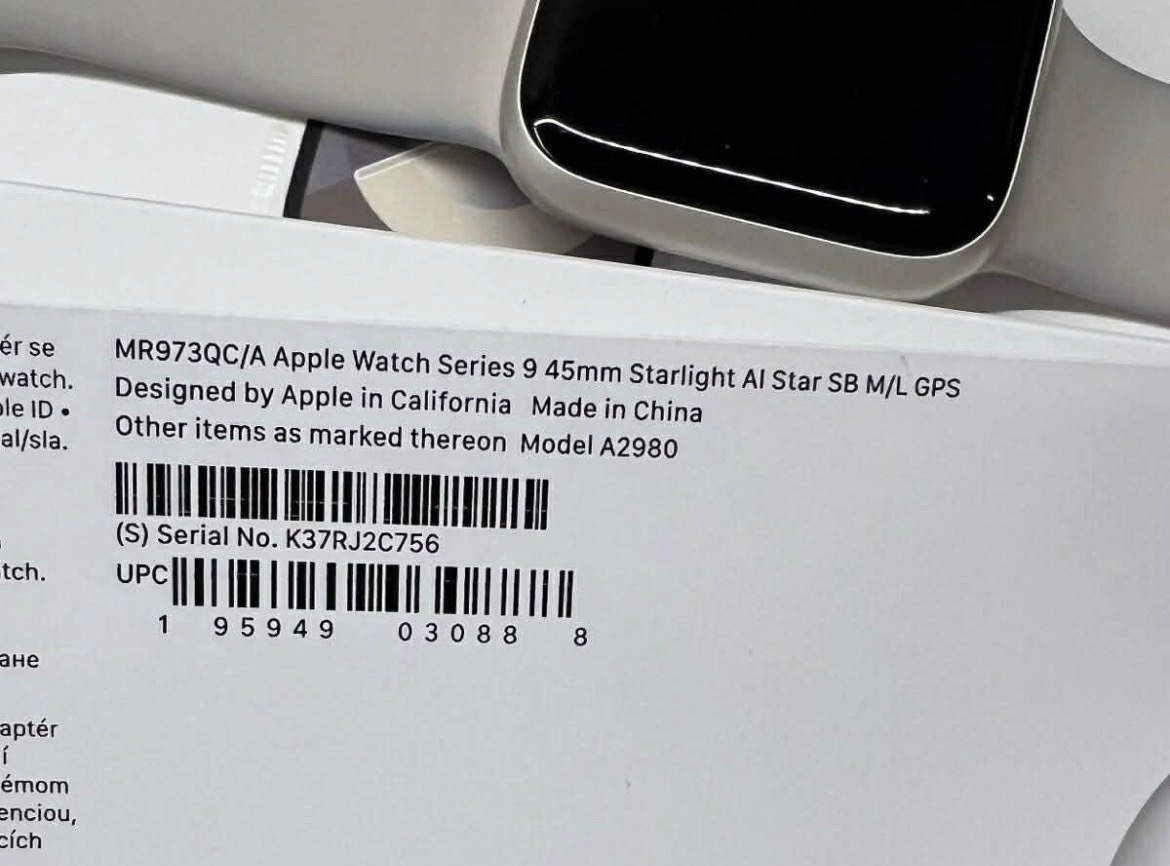 ér se
watch.
ple ID •
al/sla.
tch.
ане
aptér
í
émom
enciou,
cích
MR973QC/A Apple Watch Series 9 45mm Starlight Al Star SB M/L GPS
Designed by Apple in California Made in China
Other items as marked thereon Model A2980
(S) Serial No. K37RJ2C756
UPC
1 95949 03088 8